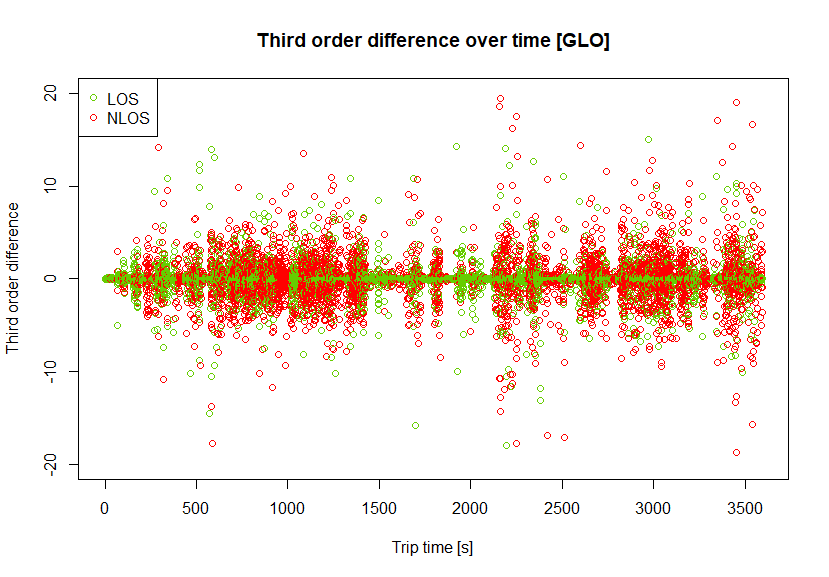 Third order difference over time [GLO]
LOS
NLOS
Third order difference
20
10
0
-10
-20
0 500 1000 1500 2000 2500 3000 3500
Trip time [s]